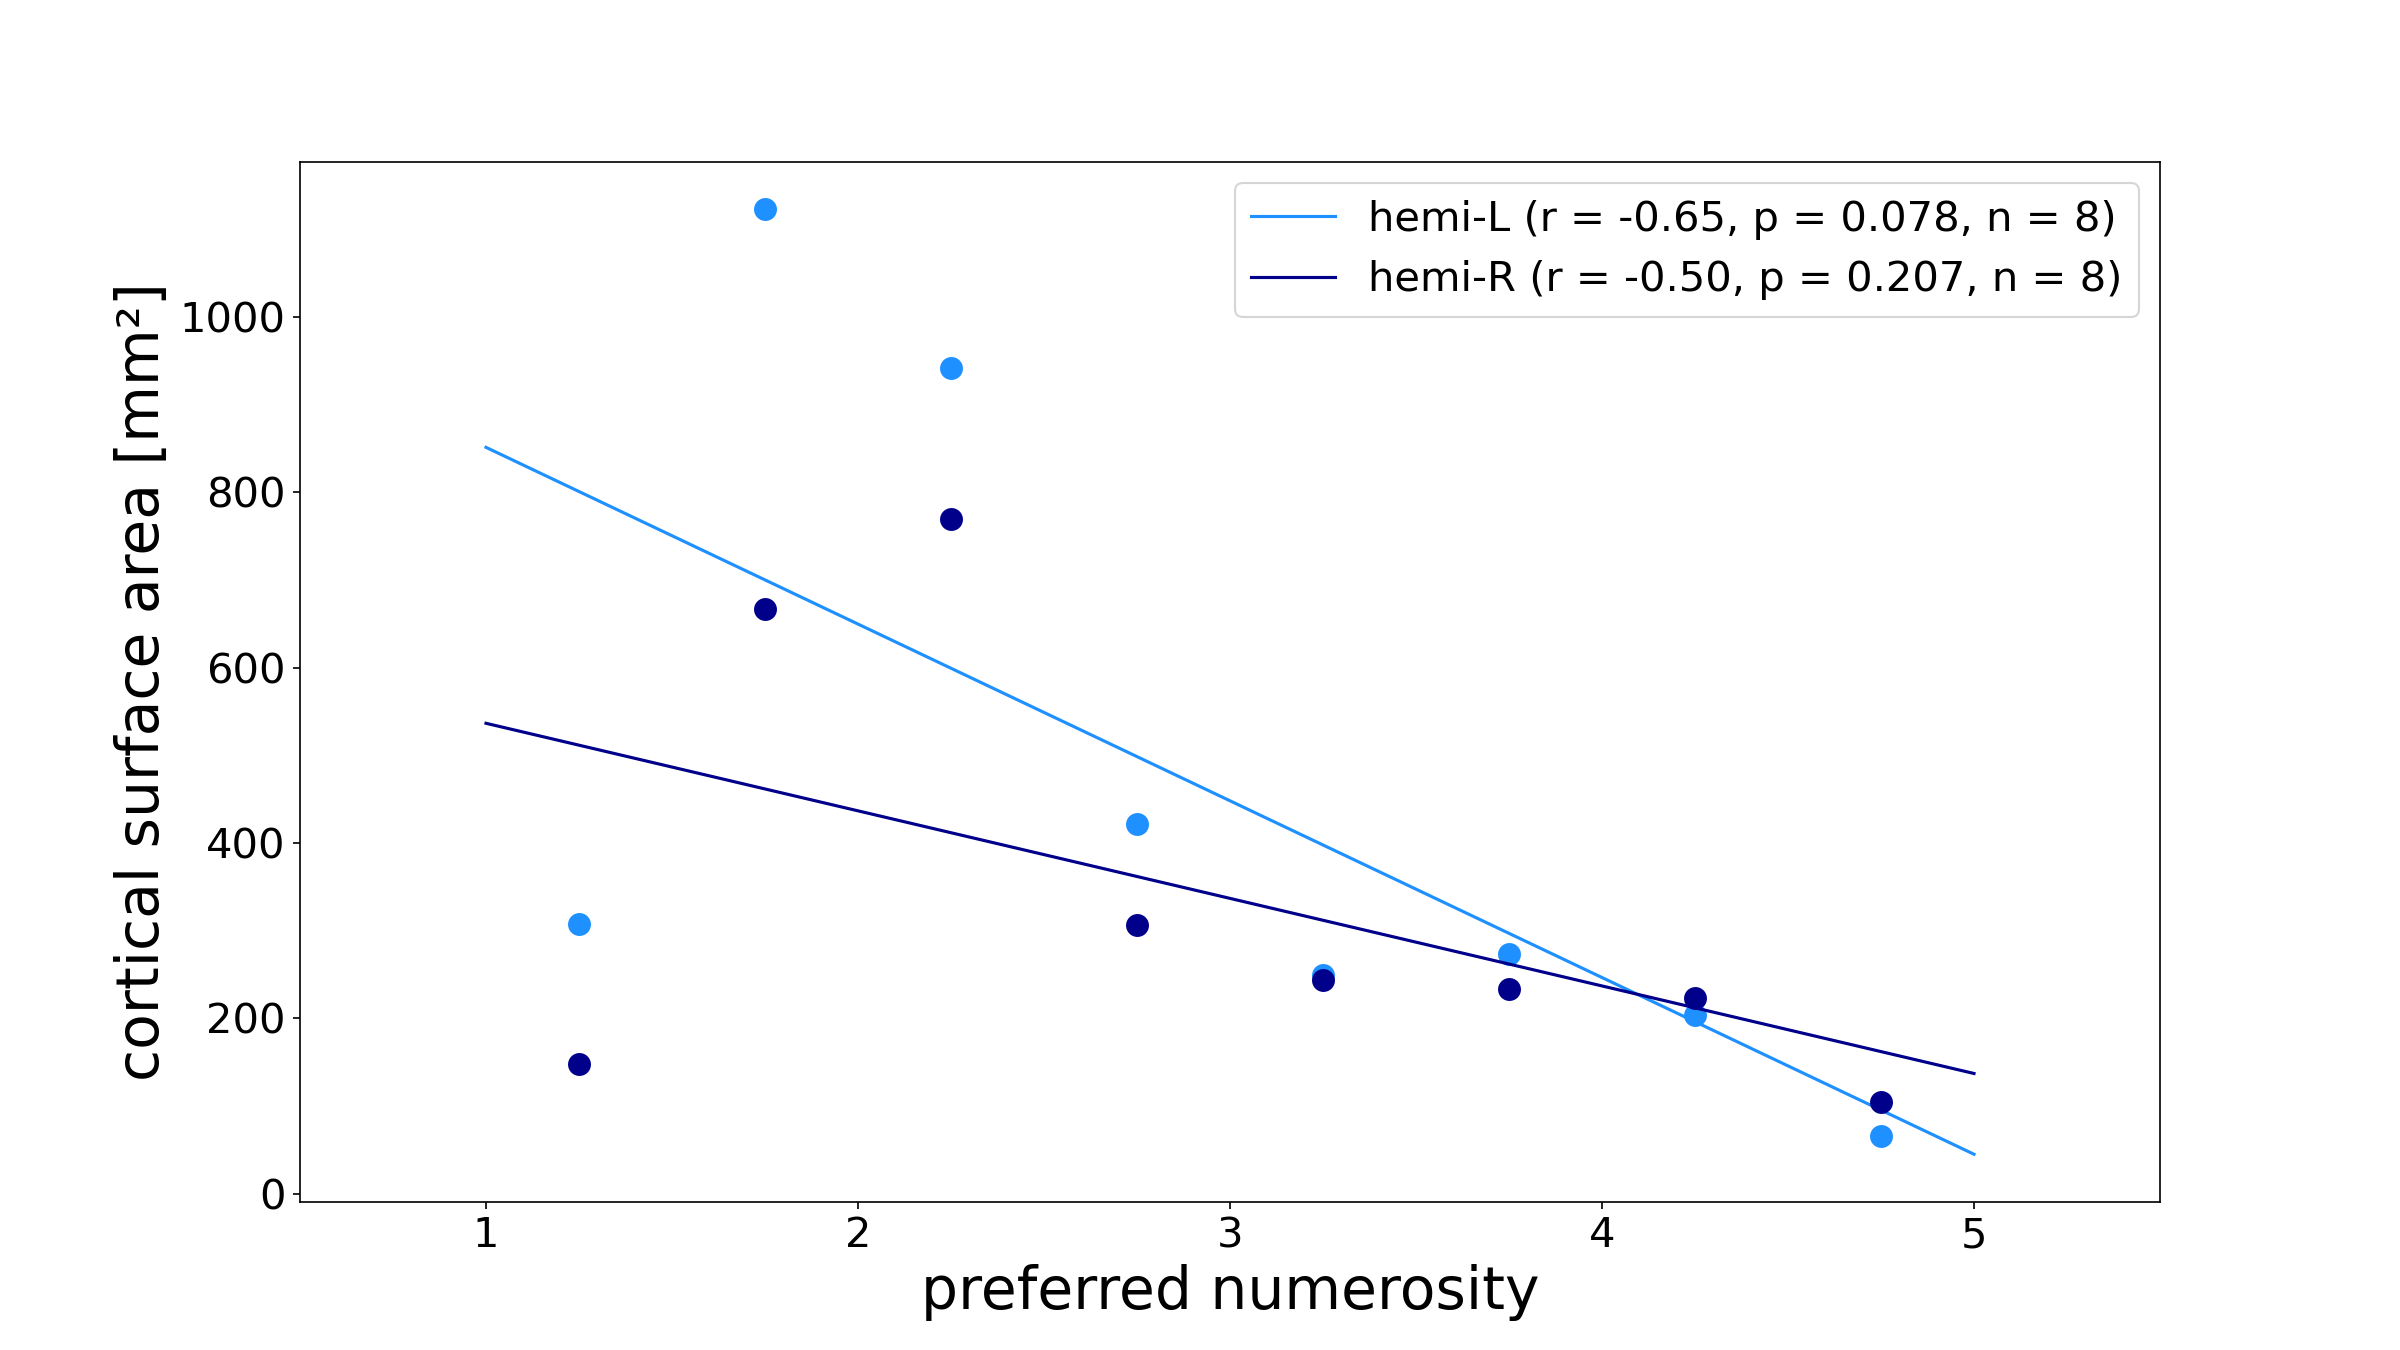 hemi-L (r = -0.65, p = 0.078, n = 8)
hemi-R (r = -0.50, p = 0.207, n = 8)
cortical surface area [mm²]
1000
800
600
400
200
0
1 2 3 4 5
preferred numerosity